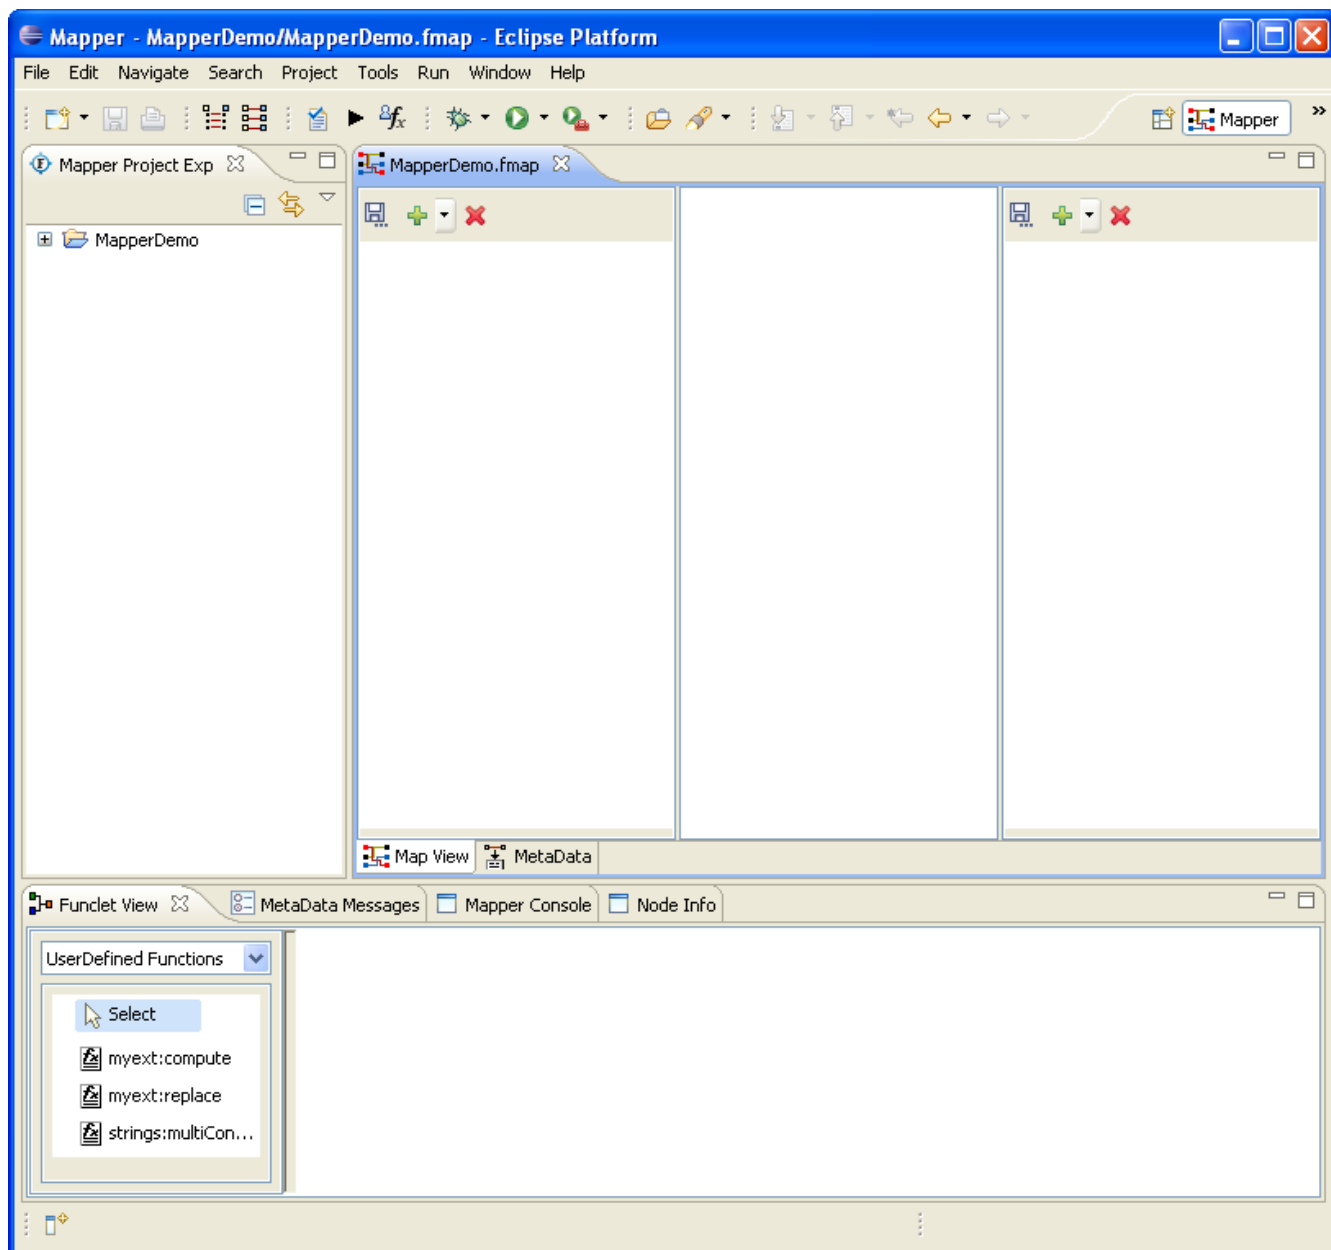 Mapper - MapperDemo/MapperDemo.fmap - Eclipse Platform
File Edit Navigate Search Project Tools Run Window Help
Mapper »
Mapper Project Exp
MapperDemo.fmap
MapperDemo
Map View
MetaData
Funclet View
MetaData Messages
Mapper Console
Node Info
UserDefined Functions
Select
myext:compute
myext:replace
strings:multiCon...